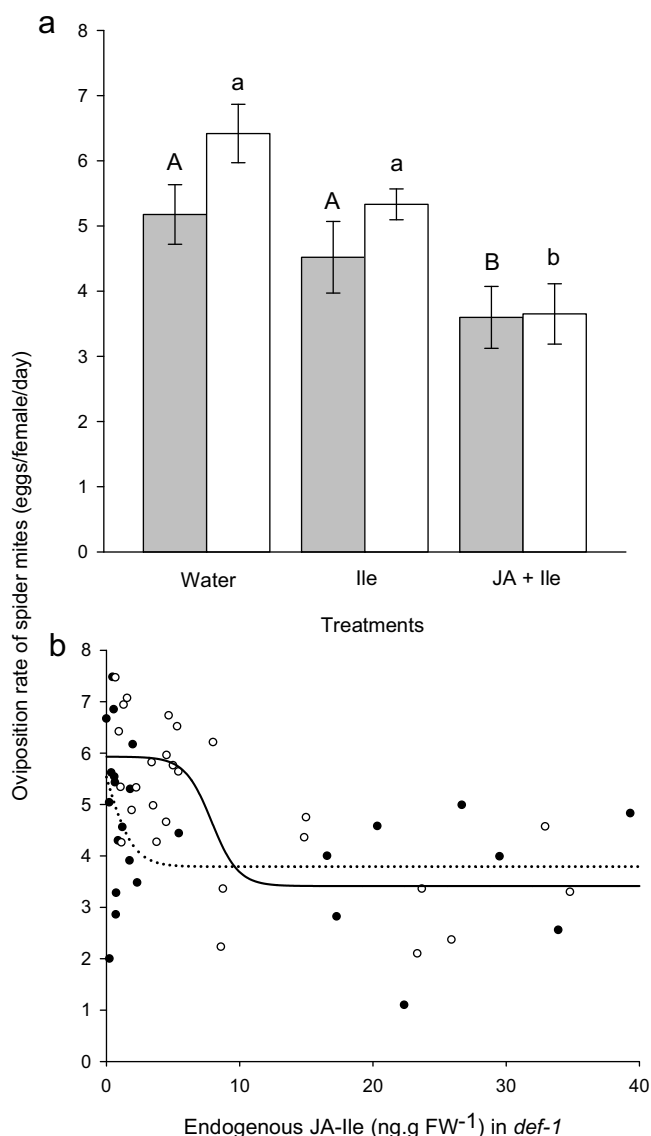 a
8
7
6
5
4
3
2
1
0
A
a
A
a
B
b
Water Ile JA + Ile
Treatments
Oviposition rate of spider mites (eggs/female/day)
b
8
7
6
5
4
3
2
1
0
0 10 20 30 40
Endogenous JA-Ile (ng.g FW-1) in def-1